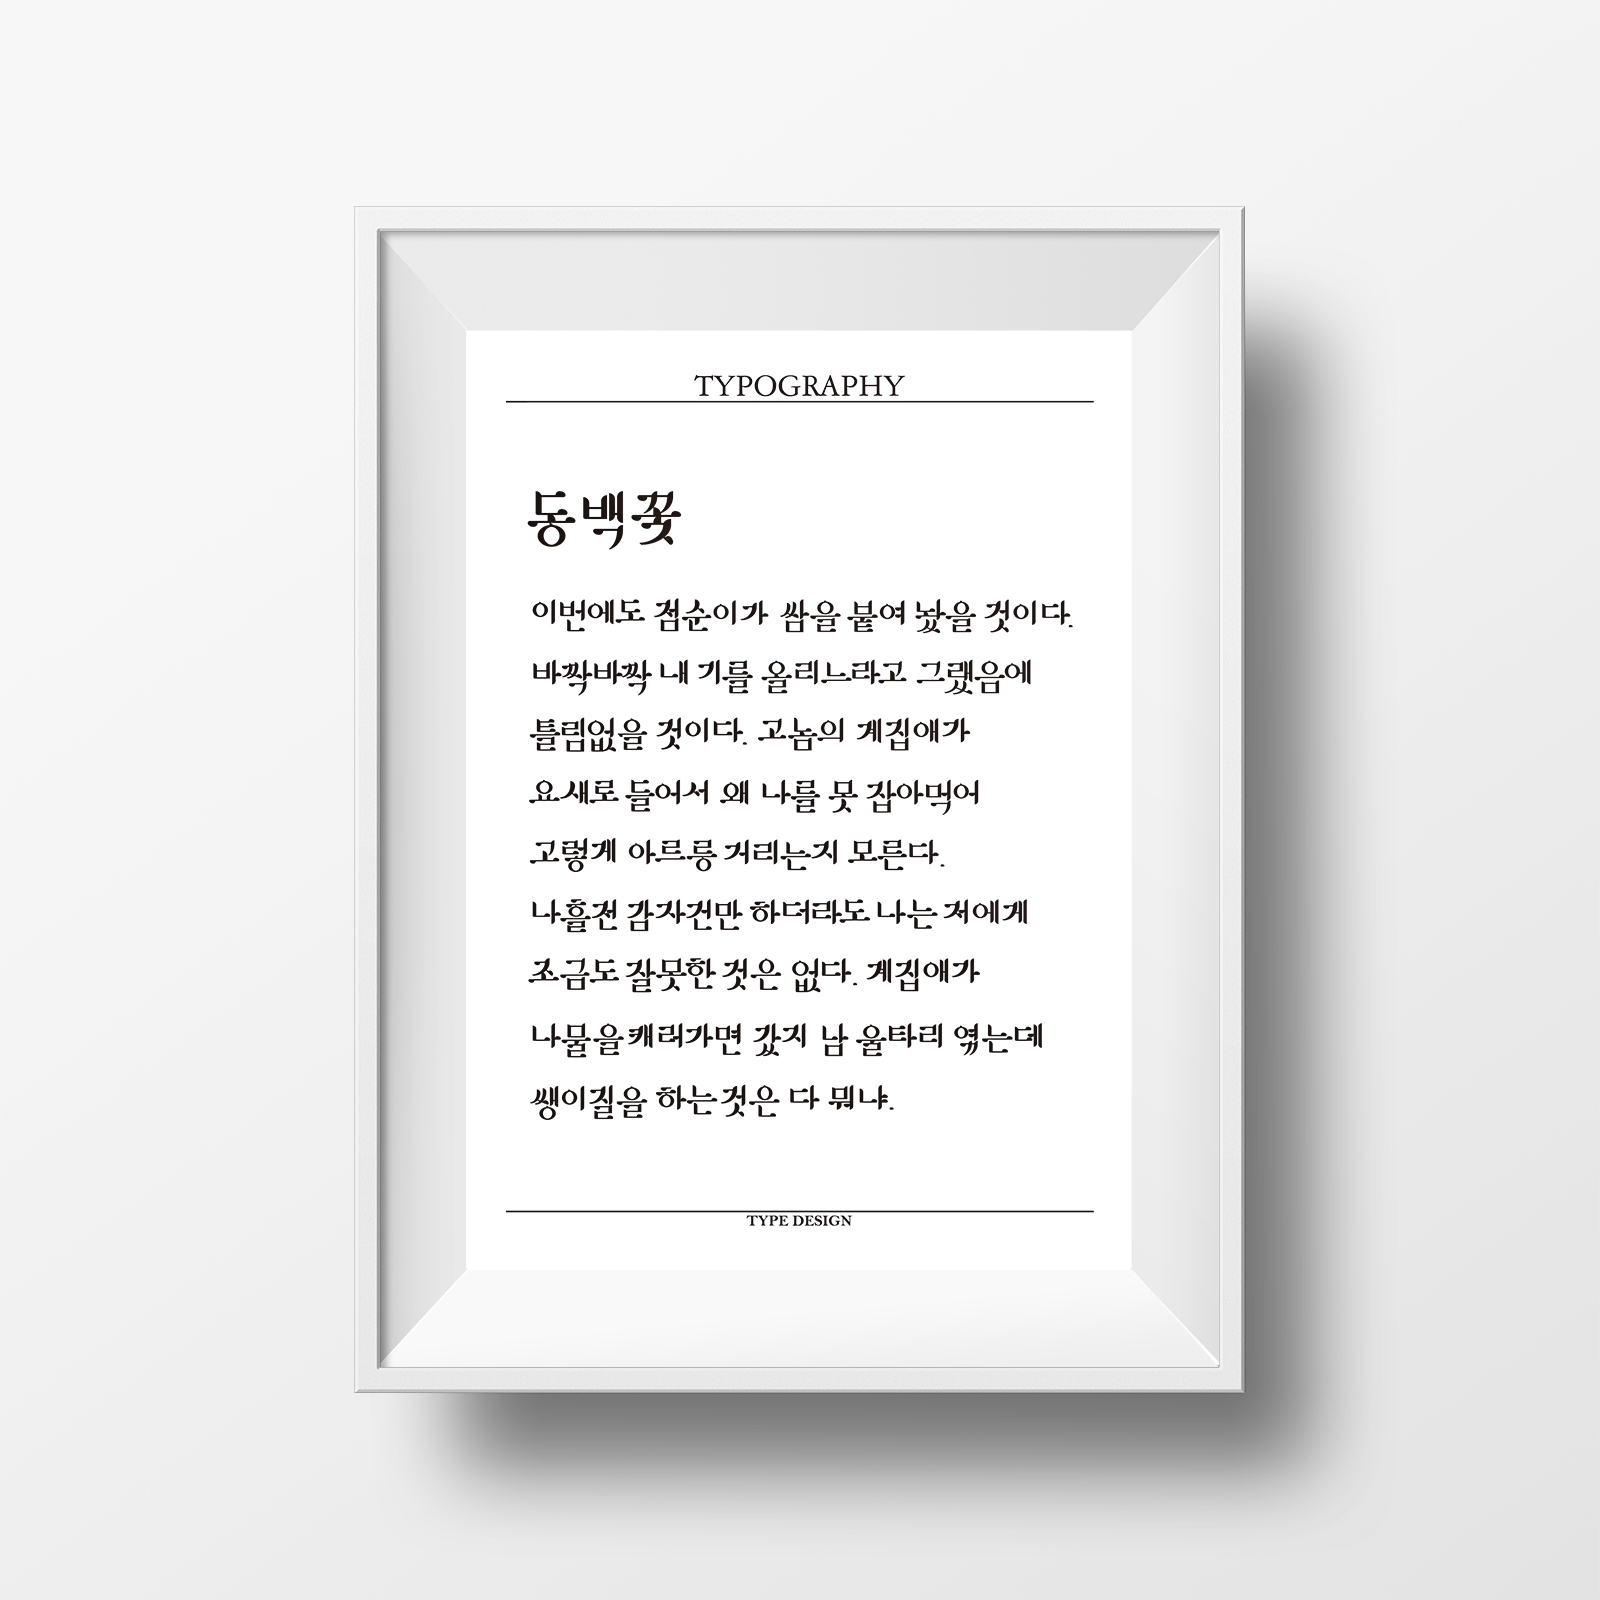 TYPOGRAPHY
동백꽃
이번에도 점순이가 쌈을 붙여 놨을 것이다.
바짝바짝 내 기를 올리느라고 그랬음에
틀림없을 것이다. 고놈의 계집애가
요새로 들어서 왜 나를 못 잡아먹어
고렇게 아르릉 거리는지 모른다.
나흘전 감자건만 하더라도 나는 저에게
조금도 잘못한 것은 없다. 계집애가
나물을 캐러가면 갔지 남 울타리 엮는데
쌩이질을 하는것은 다 뭐냐.
TYPE DESIGN